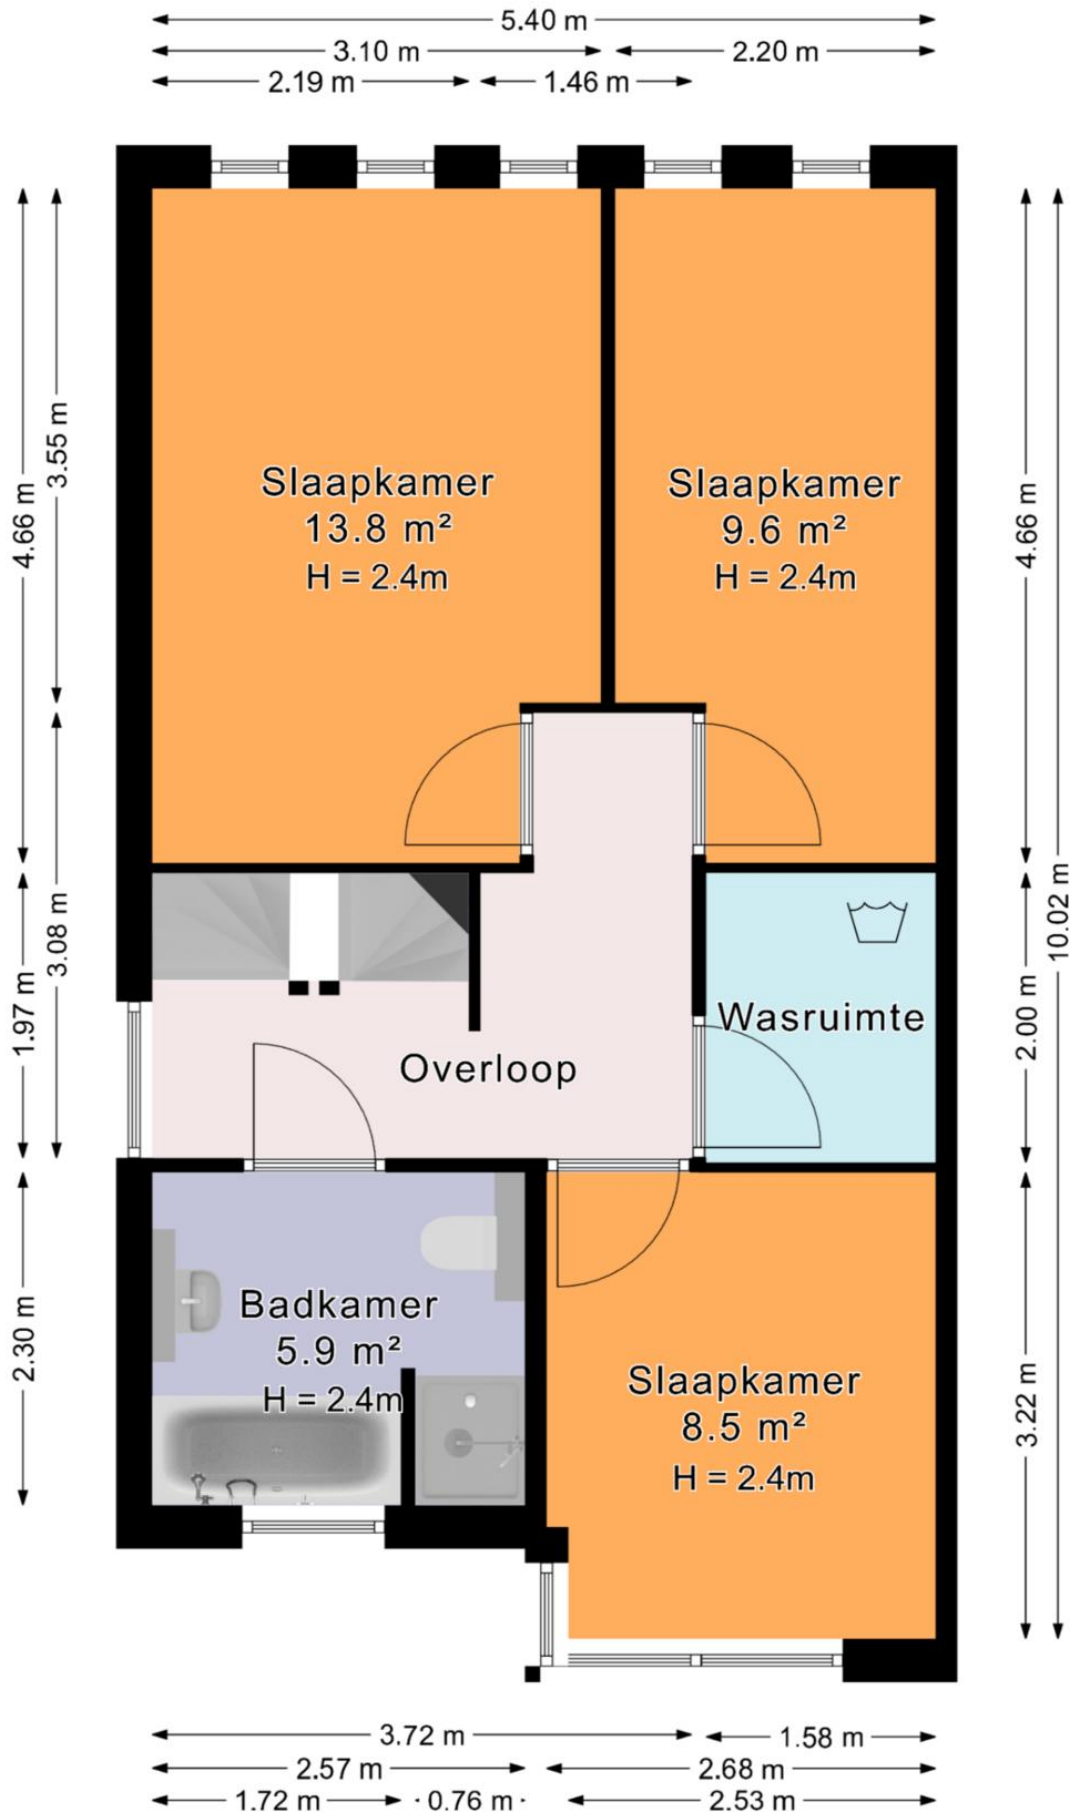 5.40 m
3.10 m
2.20 m
2.19 m
1.46 m
4.66 m
3.55 m
Slaapkamer
13.8 m²
H = 2.4m
Slaapkamer
9.6 m²
H = 2.4m
4.66 m
10.02 m
1.97 m
3.08 m
Overloop
Wasruimte
2.00 m
2.30 m
Badkamer
5.9 m²
H = 2.4m
Slaapkamer
8.5 m²
H = 2.4m
3.22 m
3.72 m
1.58 m
2.57 m
2.68 m
1.72 m
0.76 m
2.53 m